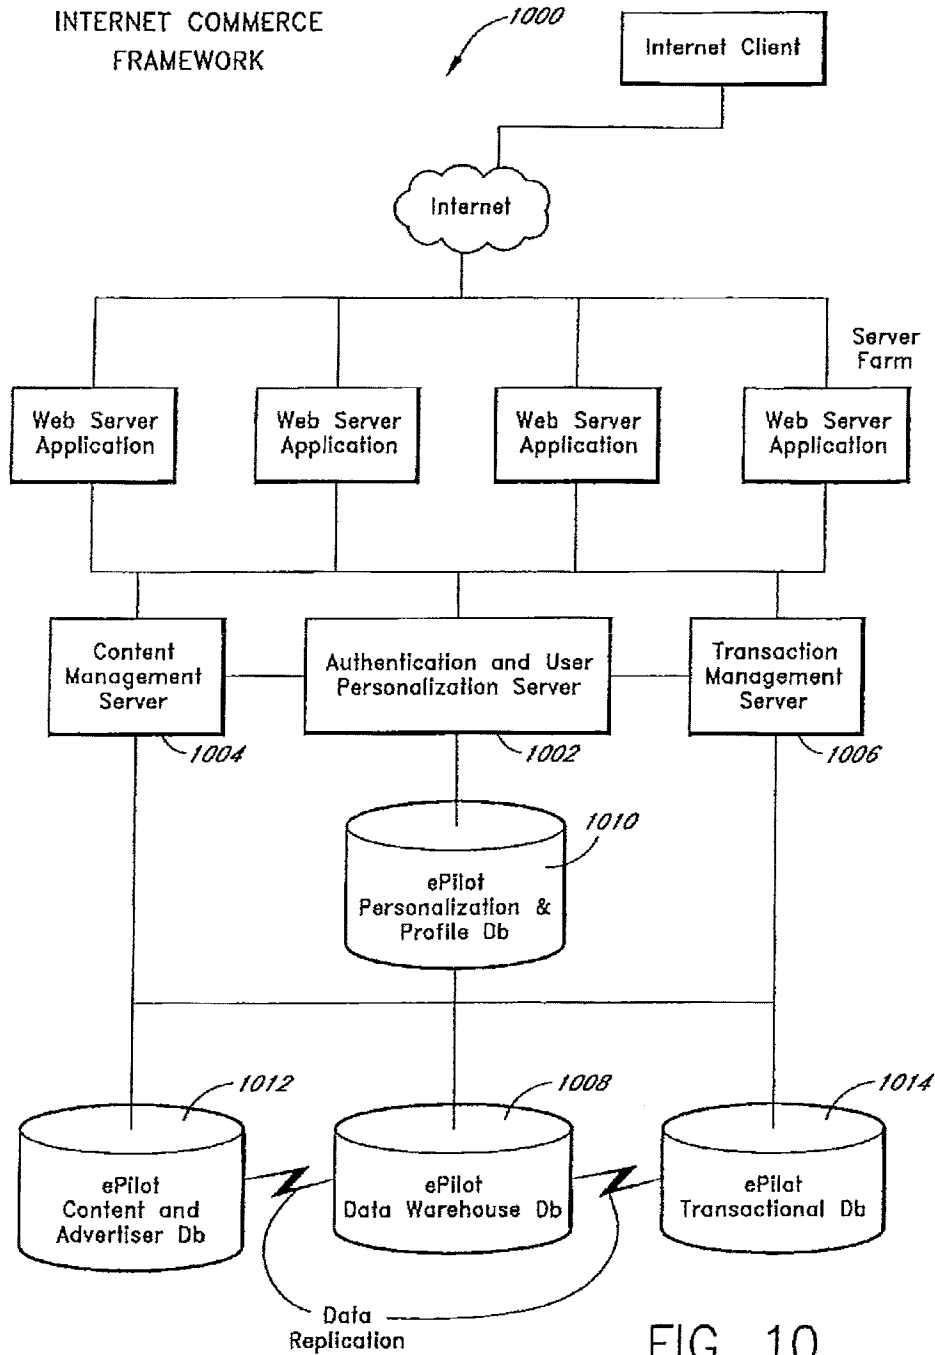 INTERNET COMMERCE
FRAMEWORK
1000
Internet Client
Internet
Server
Farm
Web Server
Application
Web Server
Application
Web Server
Application
Web Server
Application
Content
Management
Server
Authentication and User
Personalization Server
Transaction
Management
Server
1004
1002
1006
1010
ePilot
Personalization &
Profile Db
1012
1008
1014
ePilot
Content and
Advertiser Db
ePilot
Data Warehouse Db
ePilot
Transactional Db
Data
Replication
FIG. 10